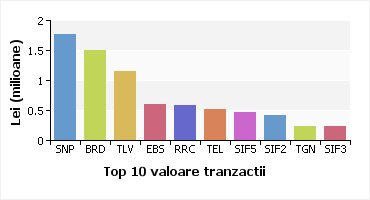 2
1.5
1
0.5
0
Lei (milioane)
SNP BRD TLV EBS RRC TEL SIF5 SIF2 TGN SIF3
Top 10 valoare tranzactii